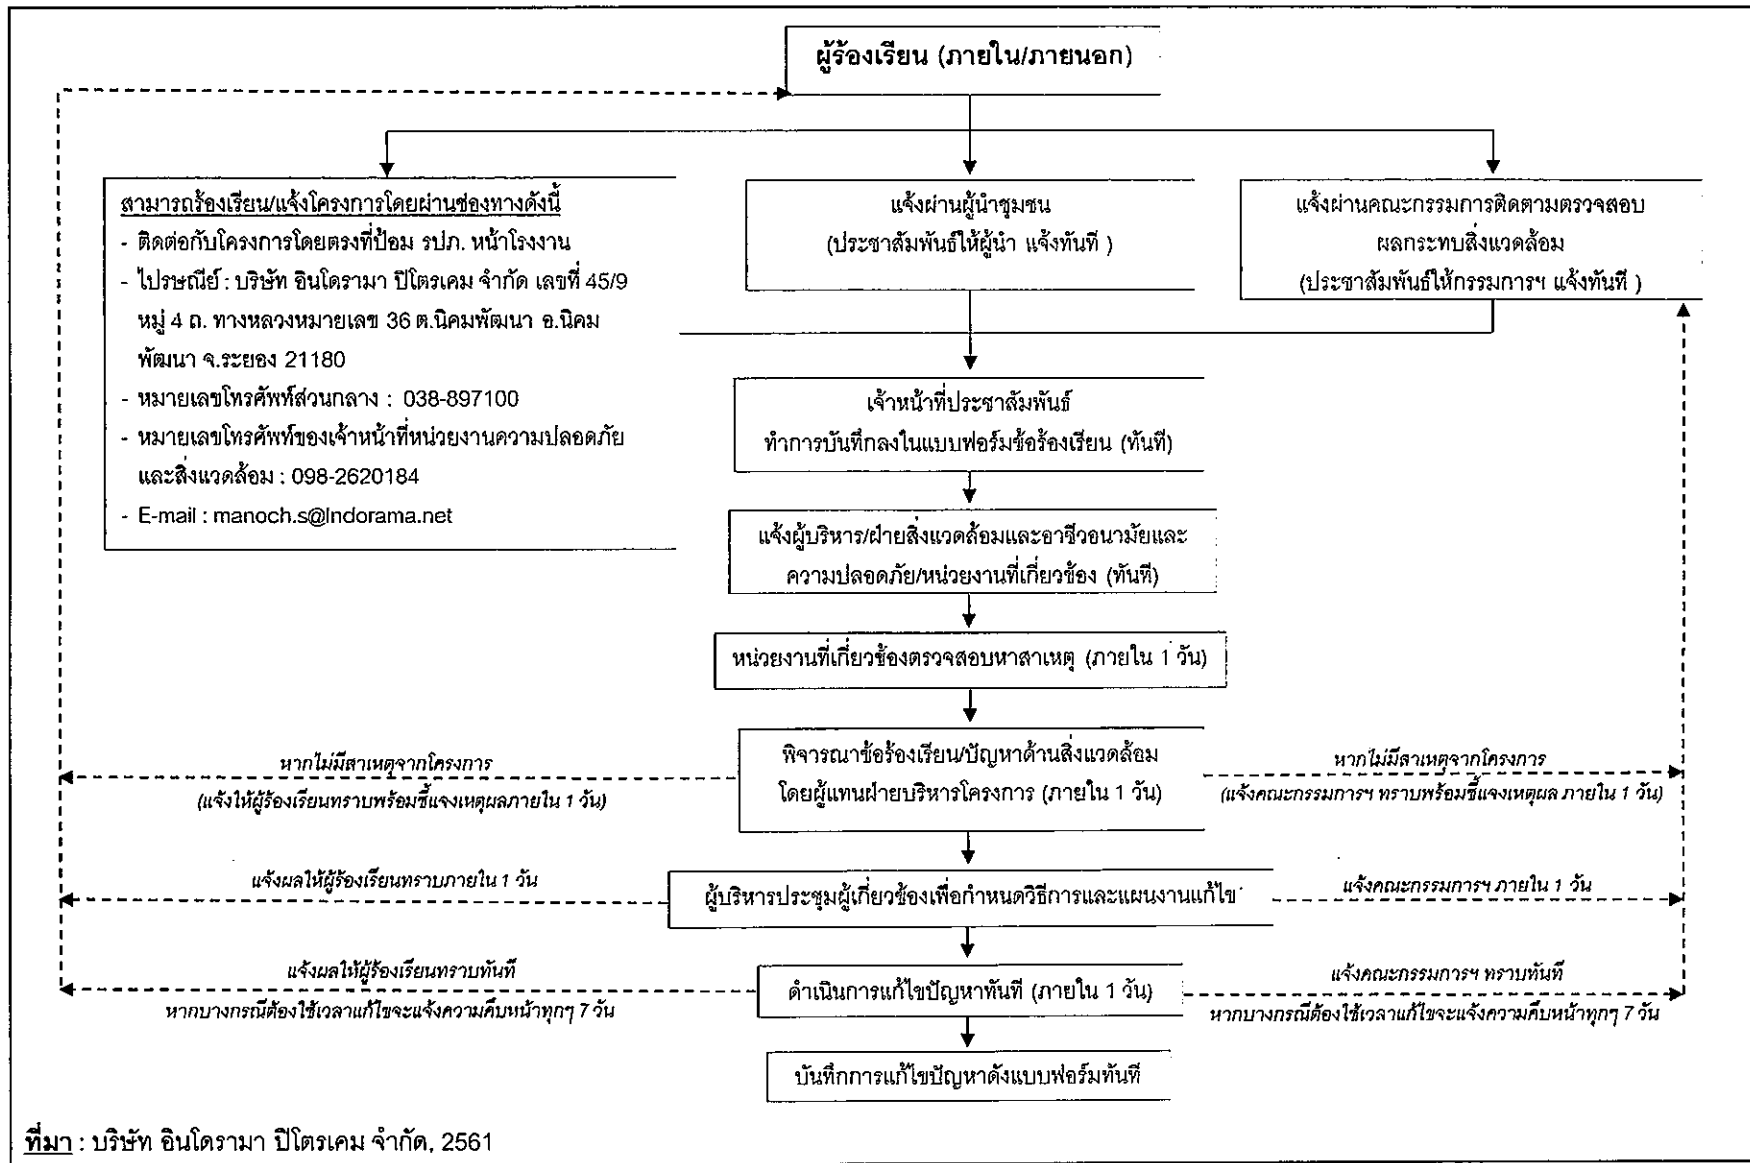 ผู้ร้องเรียน (ภายใน/ภายนอก)
สามารถร้องเรียน/แจ้งโครงการโดยผ่านช่องทางดังนี้
- ติดต่อกับโครงการโดยตรงที่ป้อม รปภ. หน้าโรงงาน
- ไปรษณีย์ : บริษัท อินโดรามา ปิโตรเคม จำกัด เลขที่ 45/9
หมู่ 4 ถ. ทางหลวงหมายเลข 36 ต.นิคมพัฒนา อ.นิคม
พัฒนา จ.ระยอง 21180
- หมายเลขโทรศัพท์ส่วนกลาง : 038-897100
- หมายเลขโทรศัพท์ของเจ้าหน้าที่หน่วยงานความปลอดภัย
และสิ่งแวดล้อม : 098-2620184
- E-mail : manoch.s@Indorama.net
แจ้งผ่านผู้นำชุมชน
(ประชาสัมพันธ์ให้ผู้นำ แจ้งทันที )
แจ้งผ่านคณะกรรมการติดตามตรวจสอบ
ผลกระทบสิ่งแวดล้อม
(ประชาสัมพันธ์ให้กรรมการฯ แจ้งทันที )
เจ้าหน้าที่ประชาสัมพันธ์
ทำการบันทึกลงในแบบฟอร์มข้อร้องเรียน (ทันที)
แจ้งผู้บริหาร/ฝ่ายสิ่งแวดล้อมและอาชีวอนามัยและ
ความปลอดภัย/หน่วยงานที่เกี่ยวข้อง (ทันที)
หน่วยงานที่เกี่ยวข้องตรวจสอบหาสาเหตุ (ภายใน 1 วัน)
หากไม่มีสาเหตุจากโครงการ
(แจ้งให้ผู้ร้องเรียนทราบพร้อมชี้แจงเหตุผลภายใน 1 วัน)
พิจารณาข้อร้องเรียน/ปัญหาด้านสิ่งแวดล้อม
โดยผู้แทนฝ่ายบริหารโครงการ (ภายใน 1 วัน)
หากไม่มีสาเหตุจากโครงการ
(แจ้งคณะกรรมการฯ ทราบพร้อมชี้แจงเหตุผล ภายใน 1 วัน)
แจ้งผลให้ผู้ร้องเรียนทราบภายใน 1 วัน
ผู้บริหารประชุมผู้เกี่ยวข้องเพื่อกำหนดวิธีการและแผนงานแก้ไข
แจ้งคณะกรรมการฯ ภายใน 1 วัน
แจ้งผลให้ผู้ร้องเรียนทราบทันที
หากบางกรณีต้องใช้เวลาแก้ไขจะแจ้งความคืบหน้าทุกๆ 7 วัน
ดำเนินการแก้ไขปัญหาทันที (ภายใน 1 วัน)
แจ้งคณะกรรมการฯ ทราบทันที
หากบางกรณีต้องใช้เวลาแก้ไขจะแจ้งความคืบหน้าทุกๆ 7 วัน
บันทึกการแก้ไขปัญหาดังแบบฟอร์มทันที
ที่มา : บริษัท อินโดรามา ปิโตรเคม จำกัด, 2561